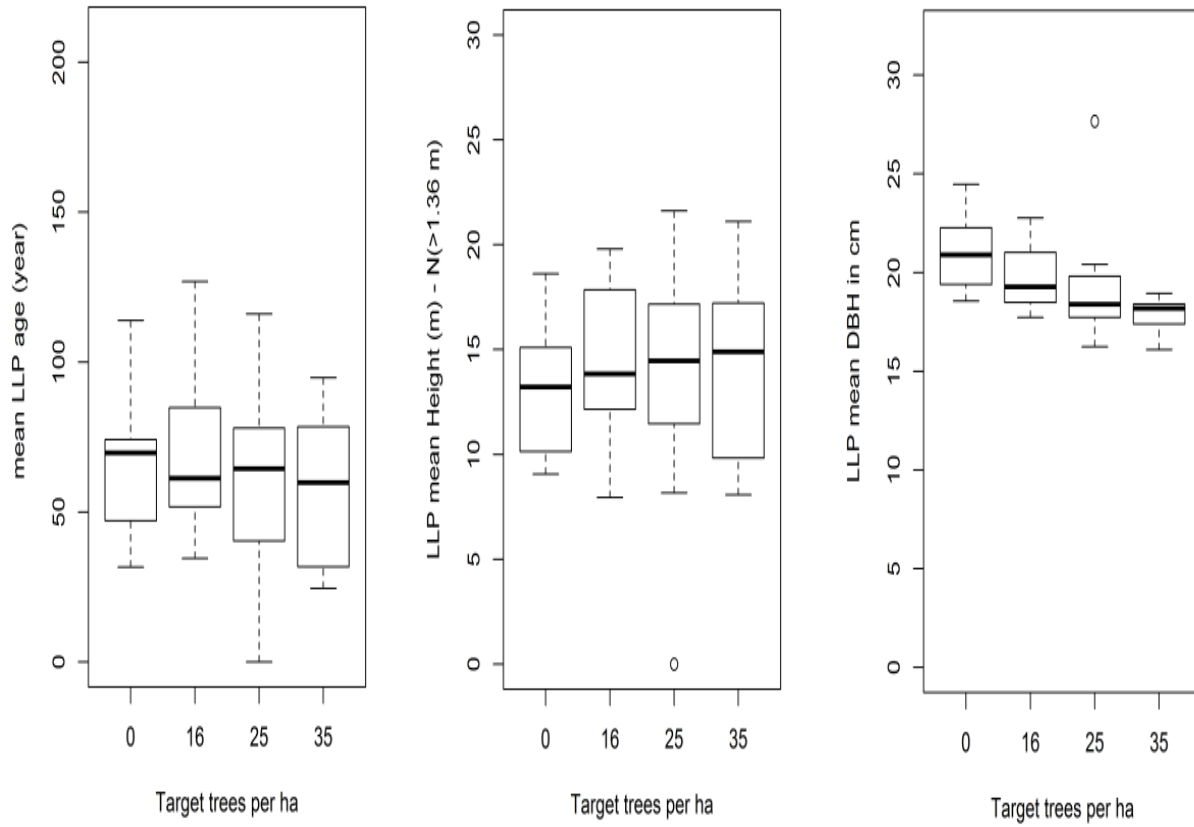 mean LLP age (year)
200
150
100
50
0
0 16 25 35
Target trees per ha
LLP mean Height (m) - N(>1.36 m)
30
25
20
15
10
5
0
0 16 25 35
Target trees per ha
LLP mean DBH in cm
30
25
20
15
10
5
0
0 16 25 35
Target trees per ha